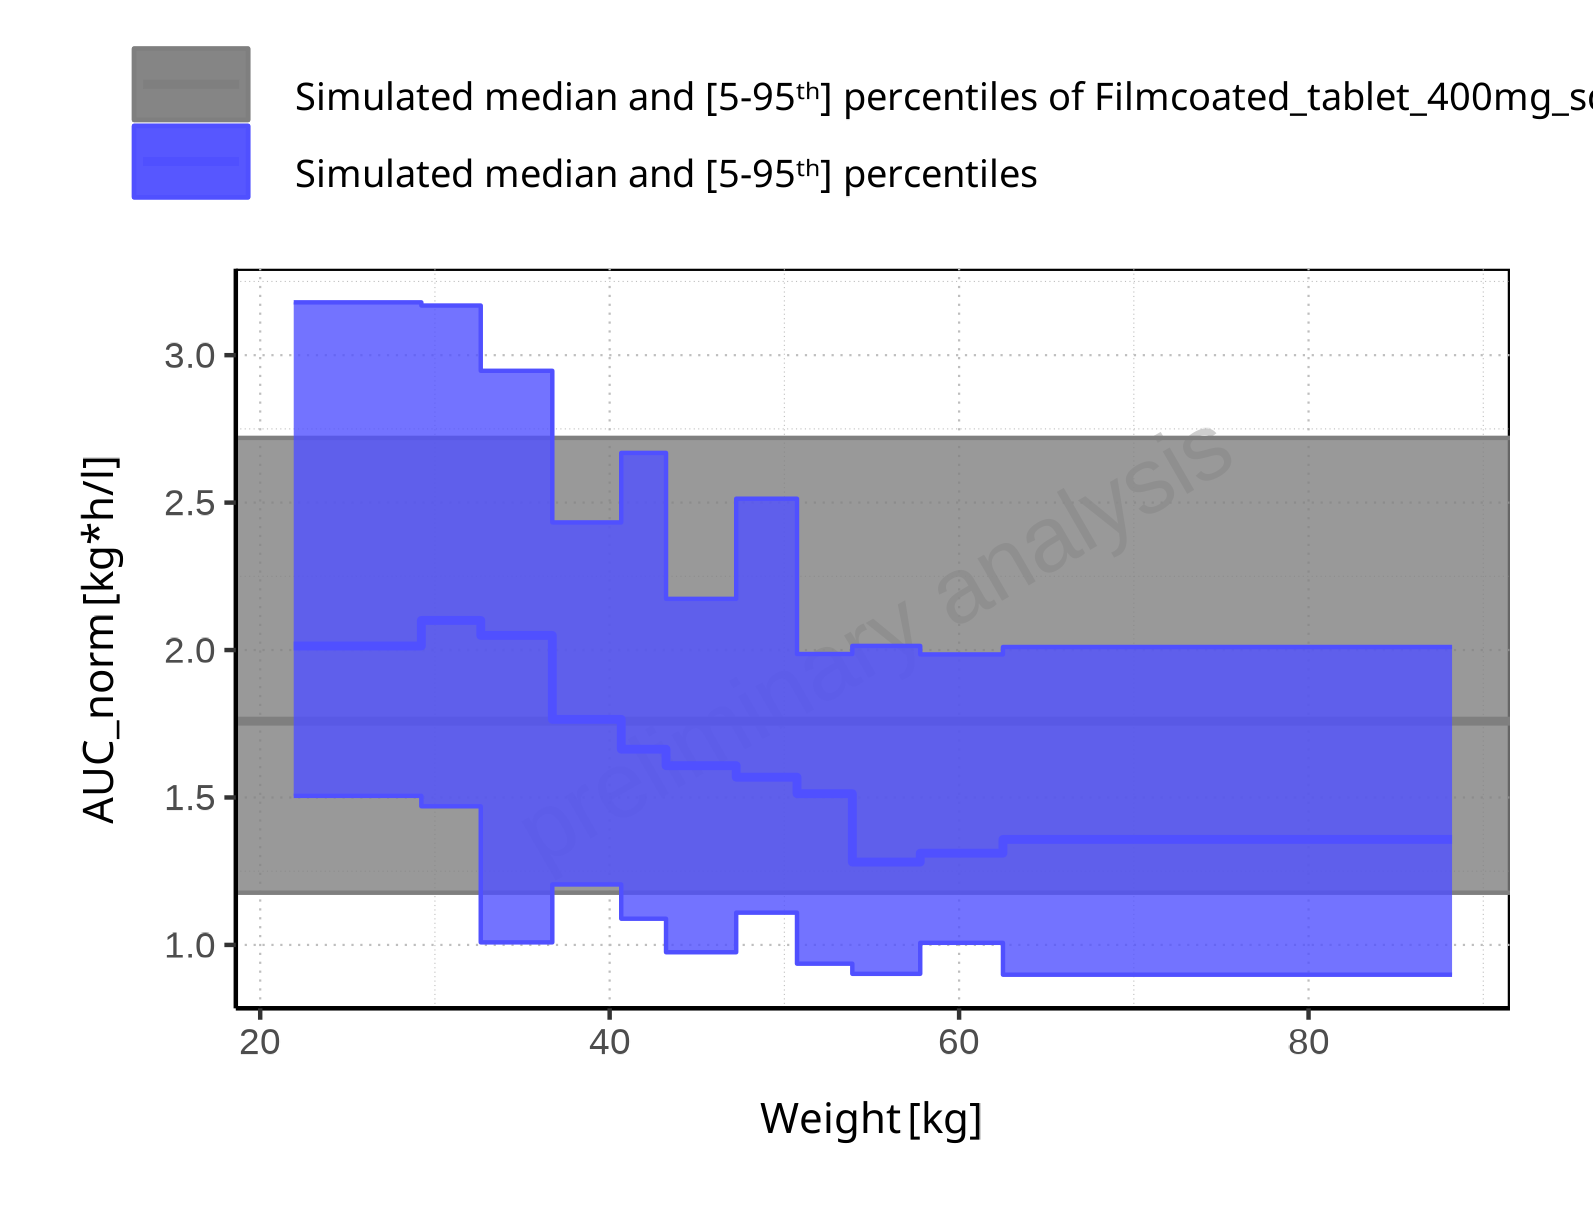 Simulated median and [5-95ᵗʰ] percentiles of Filmcoated_tablet_400mg_s
Simulated median and [5-95ᵗʰ] percentiles
3.0
2.5
2.0
1.5
1.0
AUC_norm [kg*h/l]
preliminary analysis
20 40 60 80
Weight [kg]